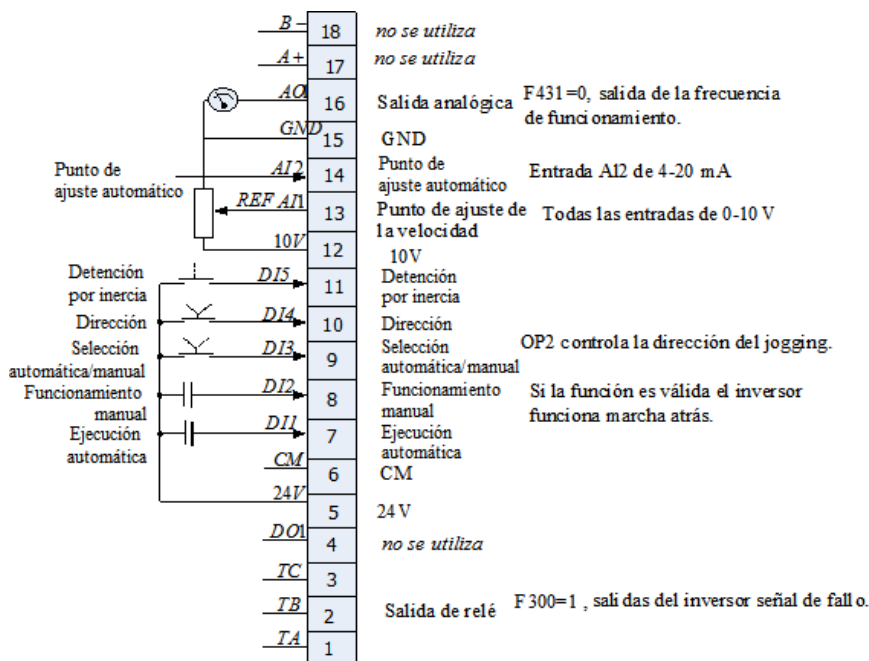 B − 18 no se utiliza
A+ 17 no se utiliza
AO1 16 Salida analógica F431=0, salida de la frecuencia
de funcionamiento.
GND 15 GND
Punto de
ajuste automático
AI2 14 Punto de
ajuste automático
Entrada AI2 de 4-20 mA
REF AI1 13 Punto de ajuste de
la velocidad
Todas las entradas de 0-10 V
10V 12 10V
Detención
por inercia
DI5 11 Detención
por inercia
Dirección DI4 10 Dirección
Selección
automática/manual
DI3 9 Selección
automática/manual
OP2 controla la dirección del jogging.
Funcionamiento
manual
DI2 8 Funcionamiento
manual
Si la función es válida el inversor
funciona marcha atrás.
Ejecución
automática
DI1 7 Ejecución
automática
CM 6 CM
24V 5 24 V
DO1 4 no se utiliza
TC 3
TB 2 Salida de relé F300=1 , salidas del inversor señal de fallo.
TA 1